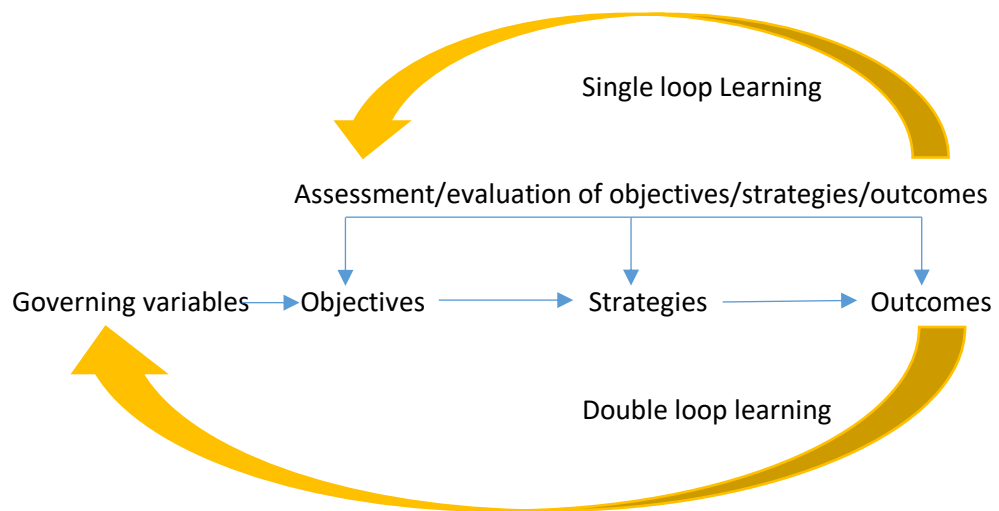 Single loop Learning
Assessment/evaluation of objectives/strategies/outcomes
Governing variables
Objectives
Strategies
Outcomes
Double loop learning